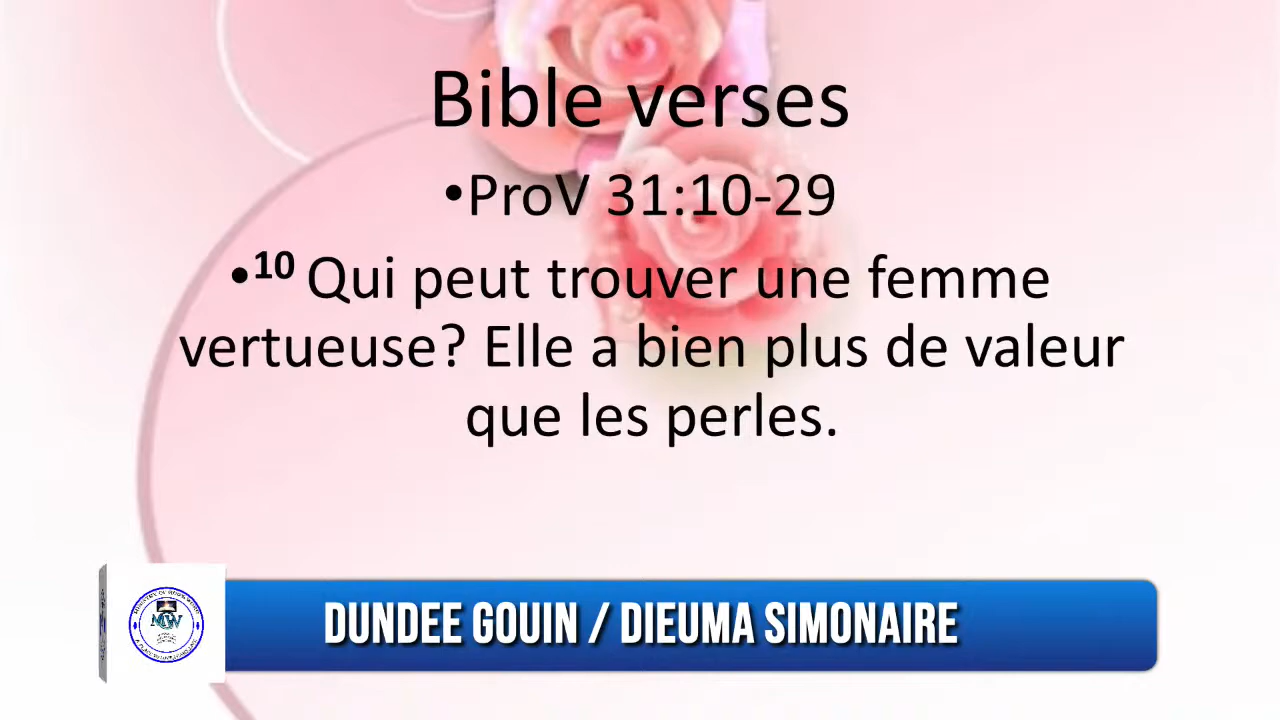 Bible verses
•ProV 31:10-29
•10 Qui peut trouver une femme
vertueuse? Elle a bien plus de valeur
que les perles.
MW
DUNDEE GOUIN / DIEUMA SIMONAIRE